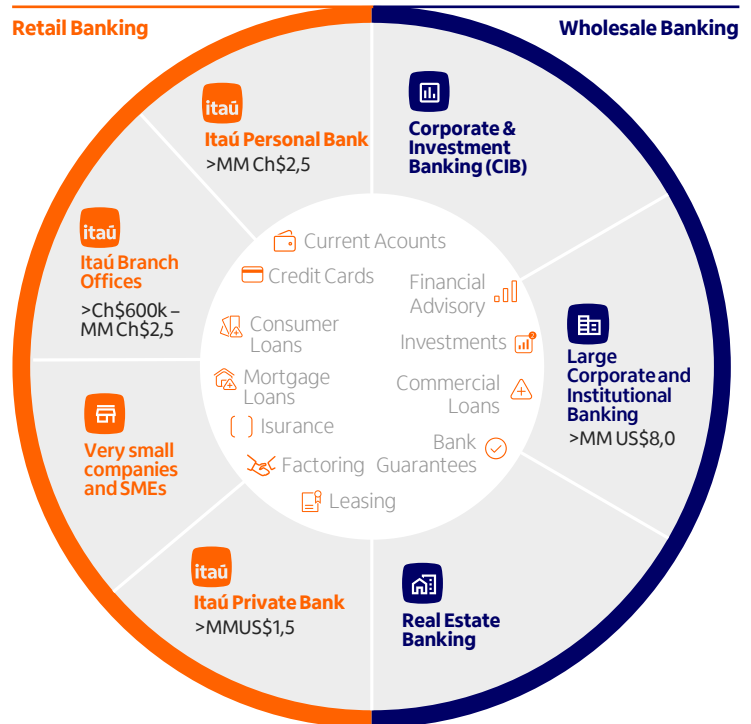 Retail Banking
Wholesale Banking
itaú
Itaú Personal Bank
>MM Ch$2,5
Corporate &
Investment
Banking (CIB)
itaú
Itaú Branch
Offices
>Ch$600k –
MM Ch$2,5
Current Acounts
Credit Cards
Consumer
Loans
Mortgage
Loans
Isurance
Factoring
Leasing
Financial
Advisory
Investments
Commercial
Loans
Bank
Guarantees
Large
Corporate and
Institutional
Banking
>MM US$8,0
Very small
companies
and SMEs
itaú
Itaú Private Bank
>MMUS$1,5
Real Estate
Banking